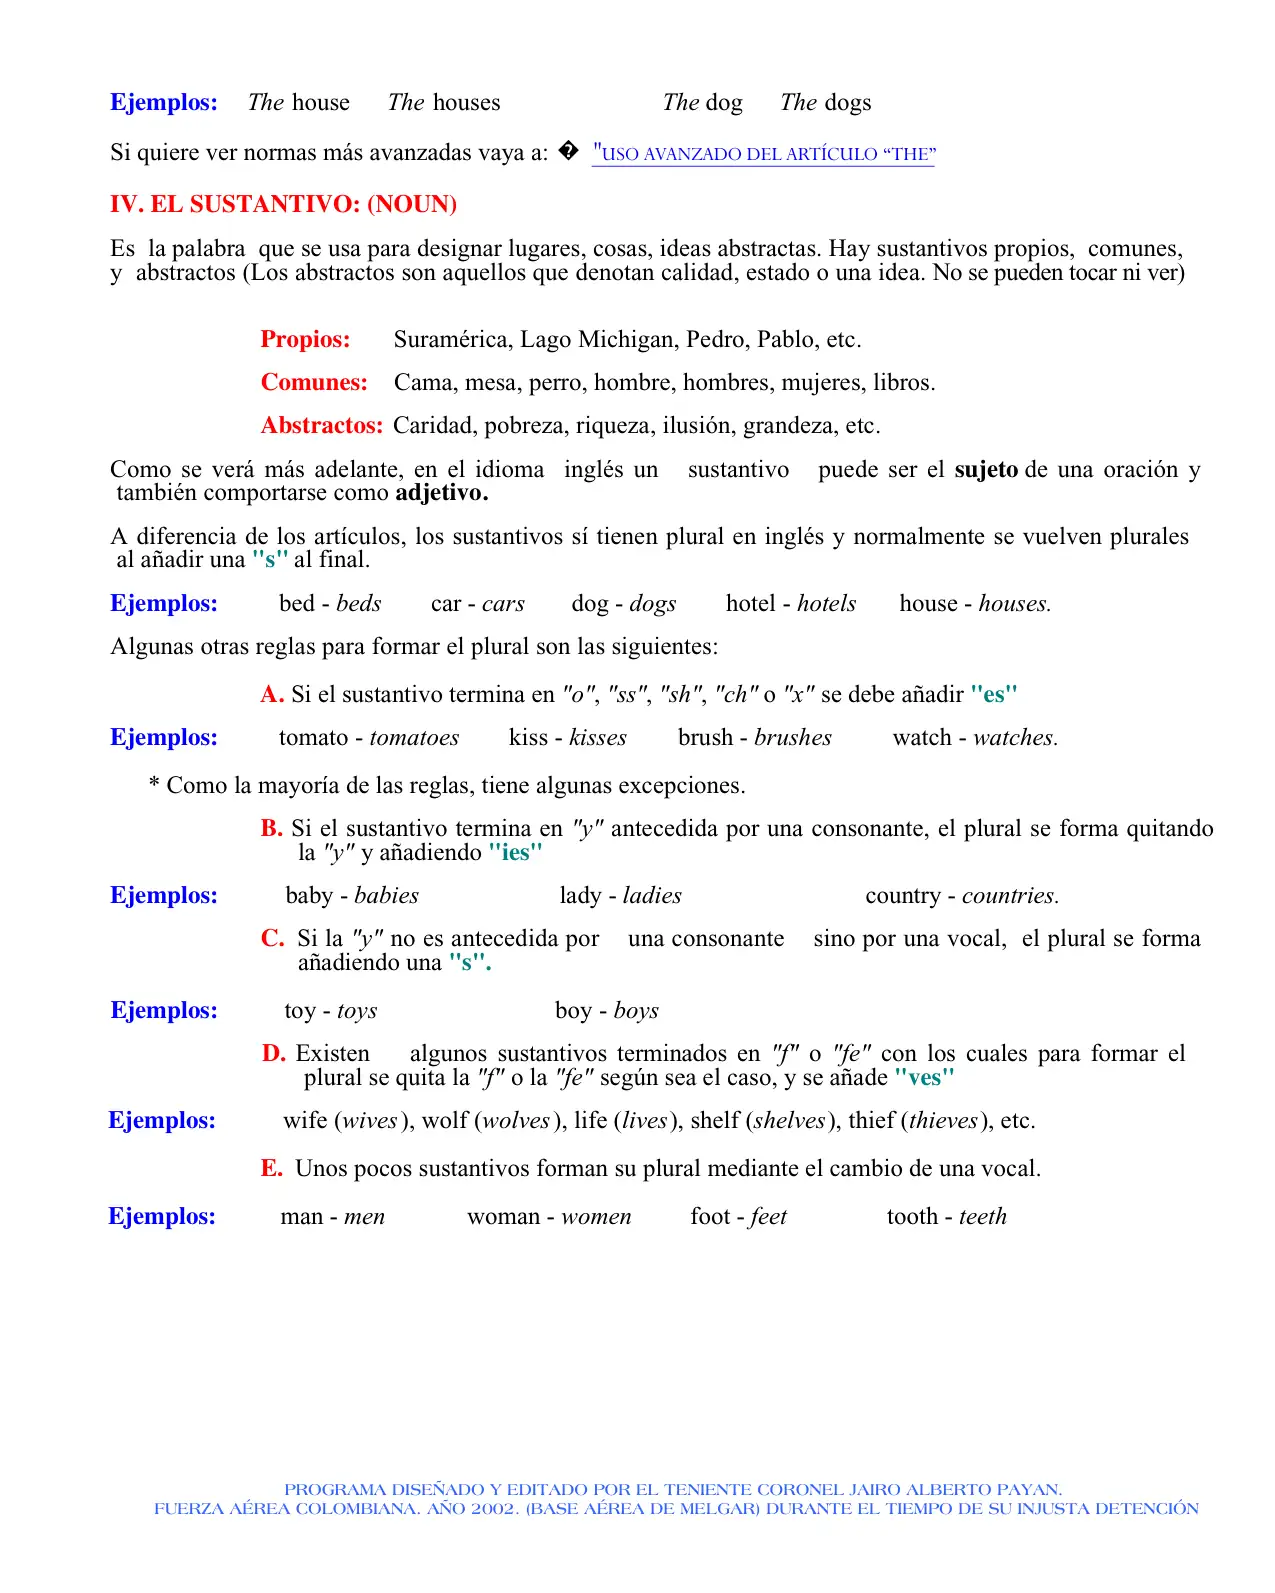 Ejemplos: The house The houses The dog The dogs
Si quiere ver normas más avanzadas vaya a: � "USO AVANZADO DEL ARTÍCULO “THE”
IV. EL SUSTANTIVO: (NOUN)
Es la palabra que se usa para designar lugares, cosas, ideas abstractas. Hay sustantivos propios, comunes,
y abstractos (Los abstractos son aquellos que denotan calidad, estado o una idea. No se pueden tocar ni ver)
Propios: Suramérica, Lago Michigan, Pedro, Pablo, etc.
Comunes: Cama, mesa, perro, hombre, hombres, mujeres, libros.
Abstractos: Caridad, pobreza, riqueza, ilusión, grandeza, etc.
Como se verá más adelante, en el idioma inglés un sustantivo puede ser el sujeto de una oración y
también comportarse como adjetivo.
A diferencia de los artículos, los sustantivos sí tienen plural en inglés y normalmente se vuelven plurales
al añadir una "s" al final.
Ejemplos: bed - beds car - cars dog - dogs hotel - hotels house - houses.
Algunas otras reglas para formar el plural son las siguientes:
A. Si el sustantivo termina en "o", "ss", "sh", "ch" o "x" se debe añadir "es"
Ejemplos: tomato - tomatoes kiss - kisses brush - brushes watch - watches.
* Como la mayoría de las reglas, tiene algunas excepciones.
B. Si el sustantivo termina en "y" antecedida por una consonante, el plural se forma quitando
la "y" y añadiendo "ies"
Ejemplos: baby - babies lady - ladies country - countries.
C. Si la "y" no es antecedida por una consonante sino por una vocal, el plural se forma
añadiendo una "s".
Ejemplos: toy - toys boy - boys
D. Existen algunos sustantivos terminados en "f" o "fe" con los cuales para formar el
plural se quita la "f" o la "fe" según sea el caso, y se añade "ves"
Ejemplos: wife (wives), wolf (wolves), life (lives), shelf (shelves), thief (thieves), etc.
E. Unos pocos sustantivos forman su plural mediante el cambio de una vocal.
Ejemplos: man - men woman - women foot - feet tooth - teeth
PROGRAMA DISEÑADO Y EDITADO POR EL TENIENTE CORONEL JAIRO ALBERTO PAYAN.
FUERZA AÉREA COLOMBIANA. AÑO 2002. (BASE AÉREA DE MELGAR) DURANTE EL TIEMPO DE SU INJUSTA DETENCIÓN